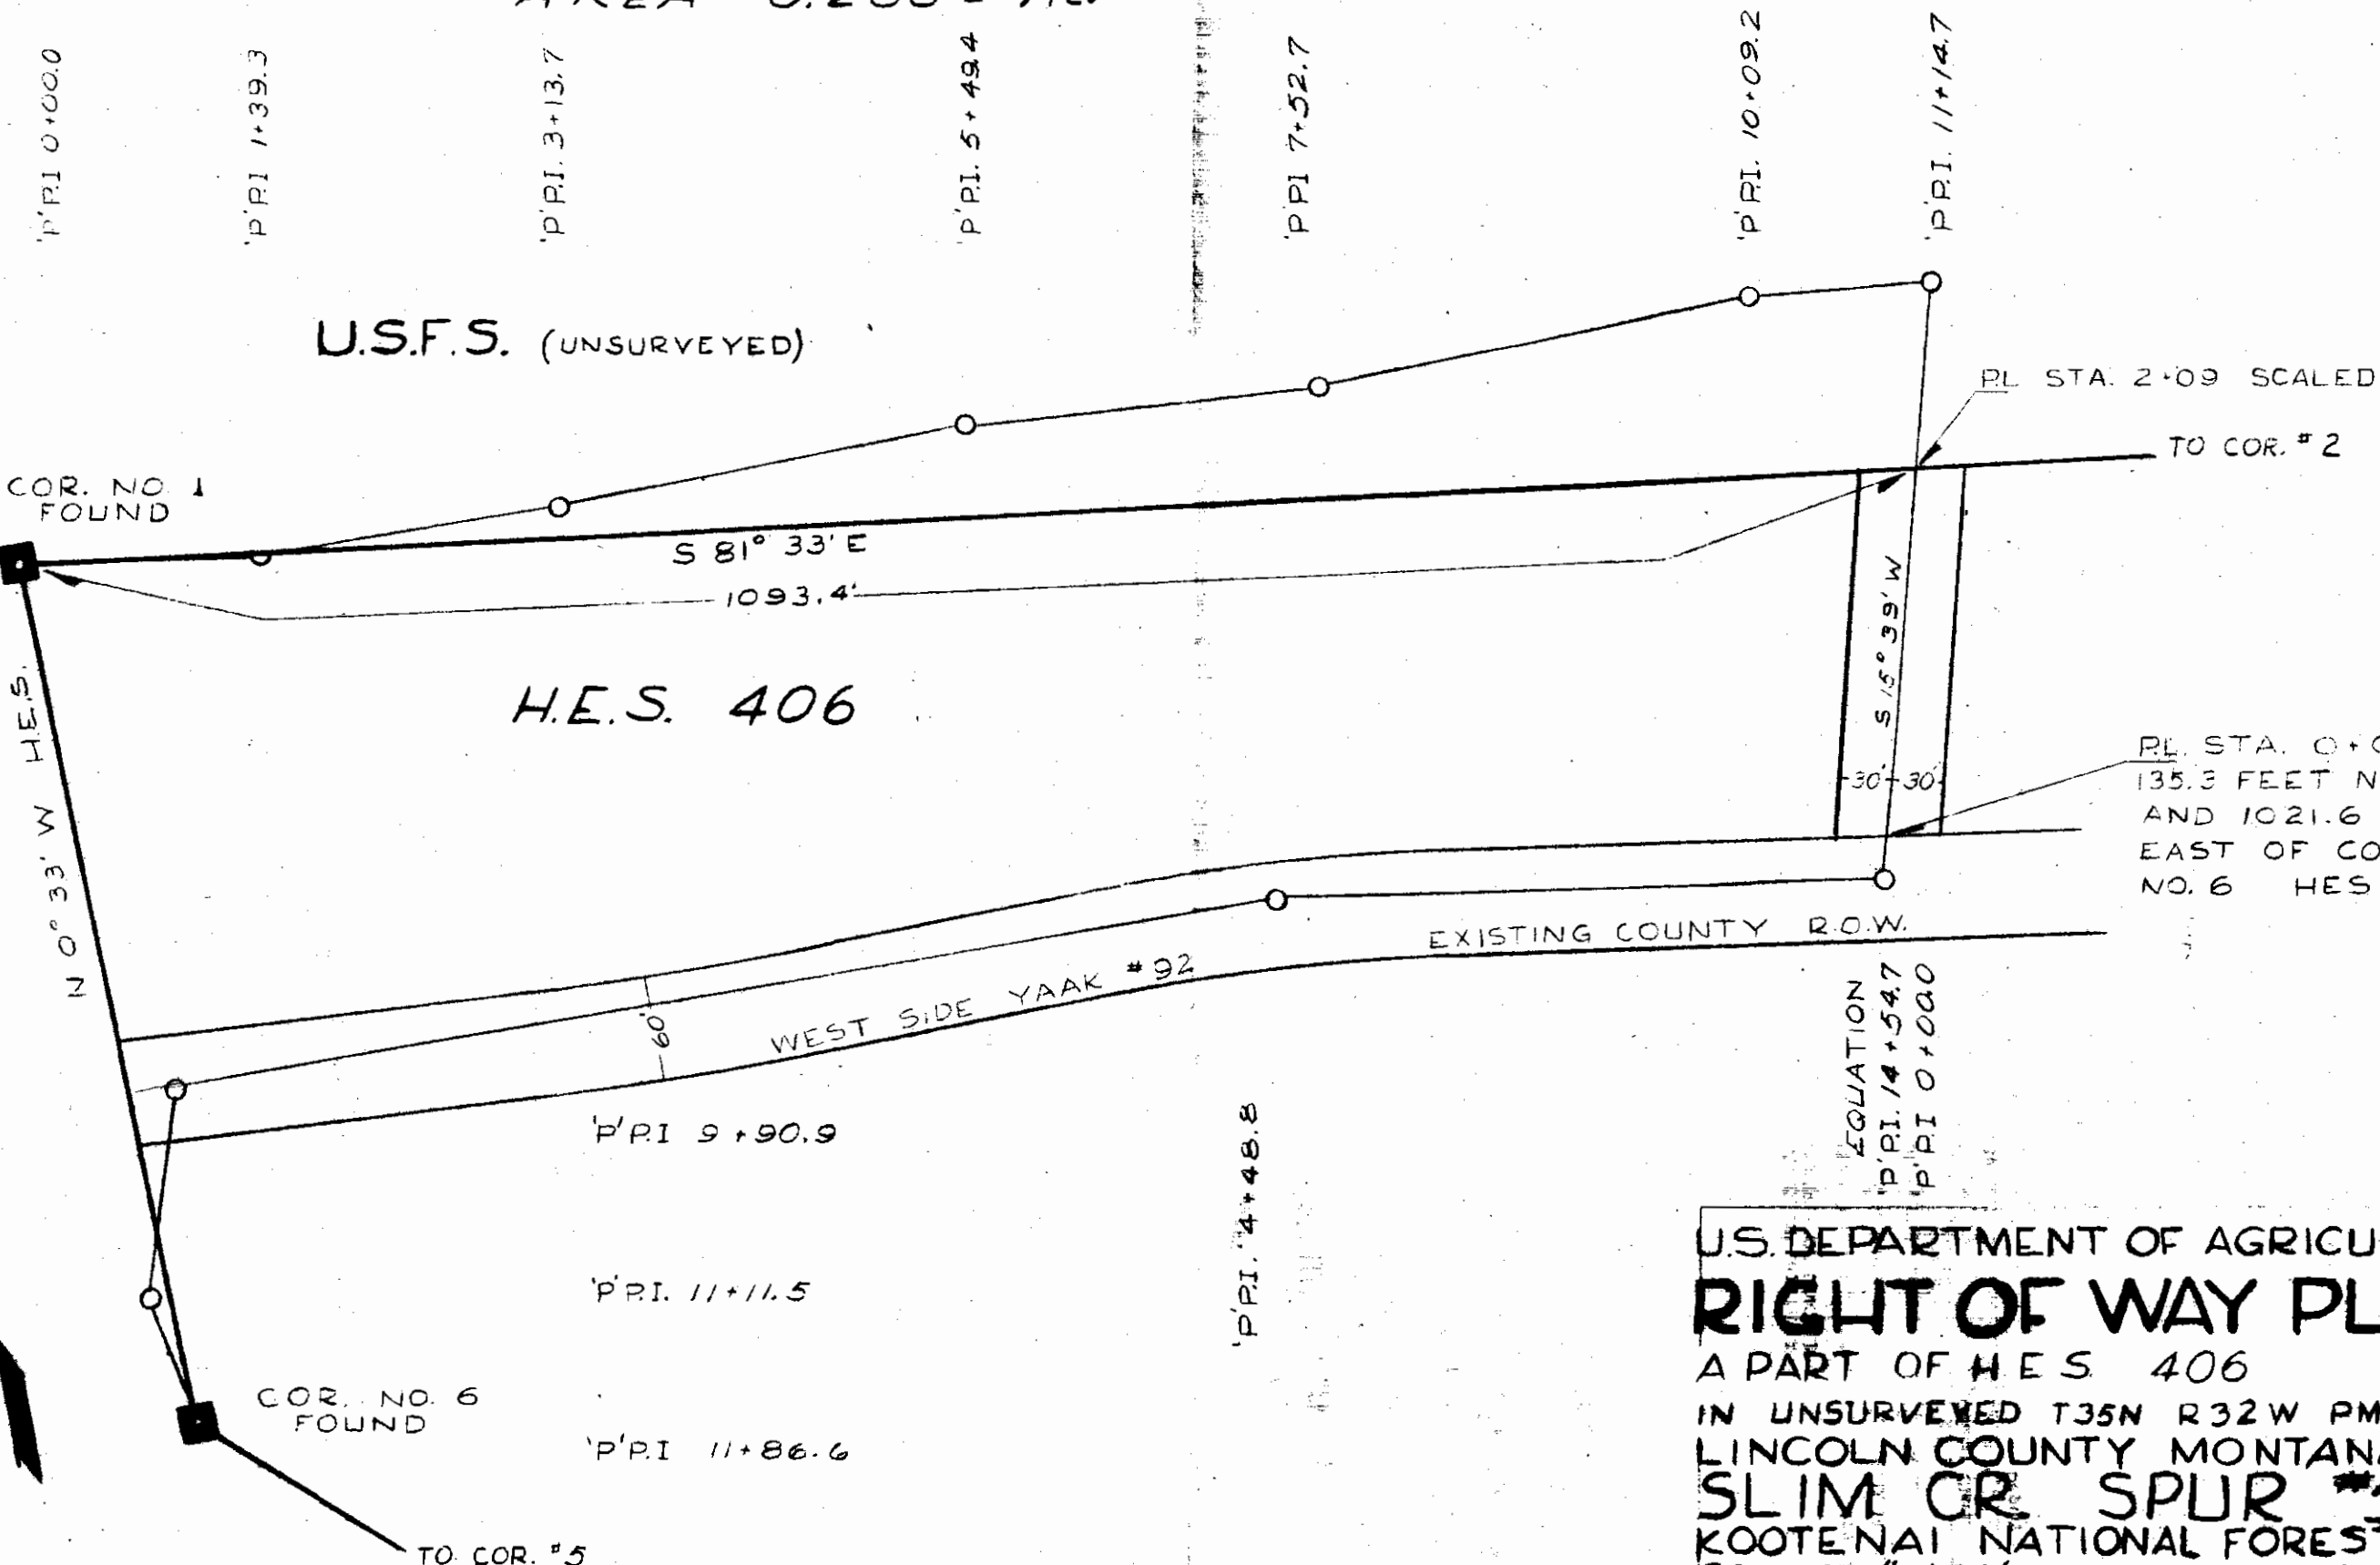 'P'P.I 0+00.0
'P'P.I 1+39.3
'P'P.I. 3+13.7
'P'P.I. 5+49.4
'P'PI 7+52.7
'P'P.I. 10+09.2
'P'P.I. 11+14.7
U.S.F.S. (UNSURVEYED)
PL STA. 2+09 SCALED
TO COR. #2
COR. NO. 1
FOUND
S 81° 33' E
1093.4'
H.E.S. 406
S 15° 39' W
30' 30'
N 0° 33' W H.E.S.
P.L. STA. 0+
135.3 FEET N
AND 1021.6
EAST OF CO
NO. 6 HES
EXISTING COUNTY R.O.W.
WEST SIDE YAAK #92
60'
EQUATION
'P'P.I. 14+54.7
'P'P.I 0+00.0
'P'P.I 9+90.9
'P'P.I. 4+48.8
'P'P.I. 11+11.5
COR. NO. 6
FOUND
'P'P.I 11+86.6
TO COR. #5
U.S. DEPARTMENT OF AGRICU
RIGHT OF WAY PL
A PART OF H E S 406
IN UNSURVEYED T35N R32W PM
LINCOLN COUNTY MONTANA
SLIM CR. SPUR #
KOOTENAI NATIONAL FOREST